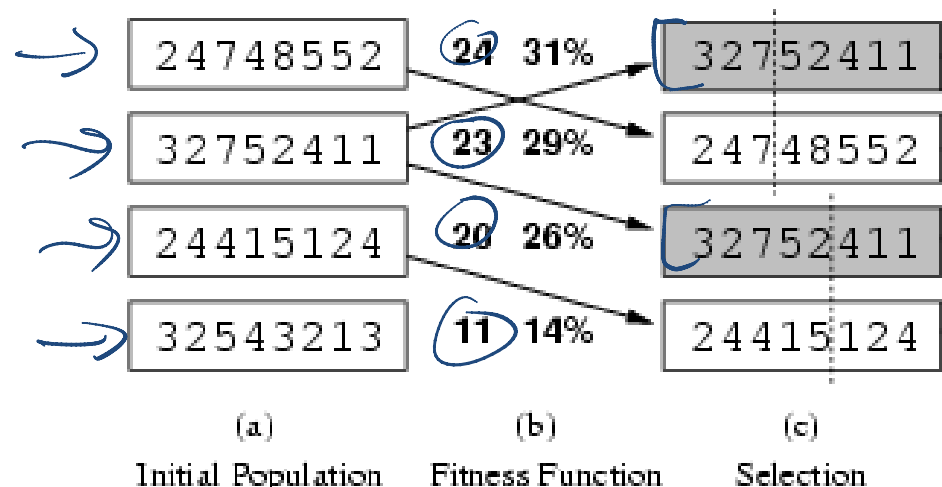 24748552 24 31% 32752411
32752411 23 29% 24748552
24415124 20 26% 32752411
32543213 11 14% 24415124
(a) (b) (c)
Initial Population Fitness Function Selection